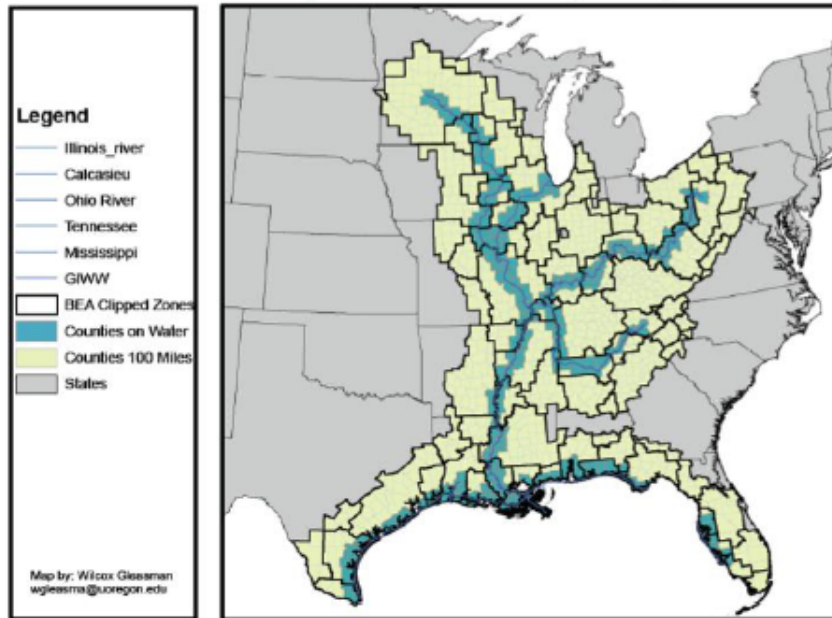 Legend
Illinois_river
Calcasieu
Ohio River
Tennessee
Mississippi
GIWW
BEA Clipped Zones
Counties on Water
Counties 100 Miles
States
Map by: Wilcox Gleasman
wgleasma@uoregon.edu